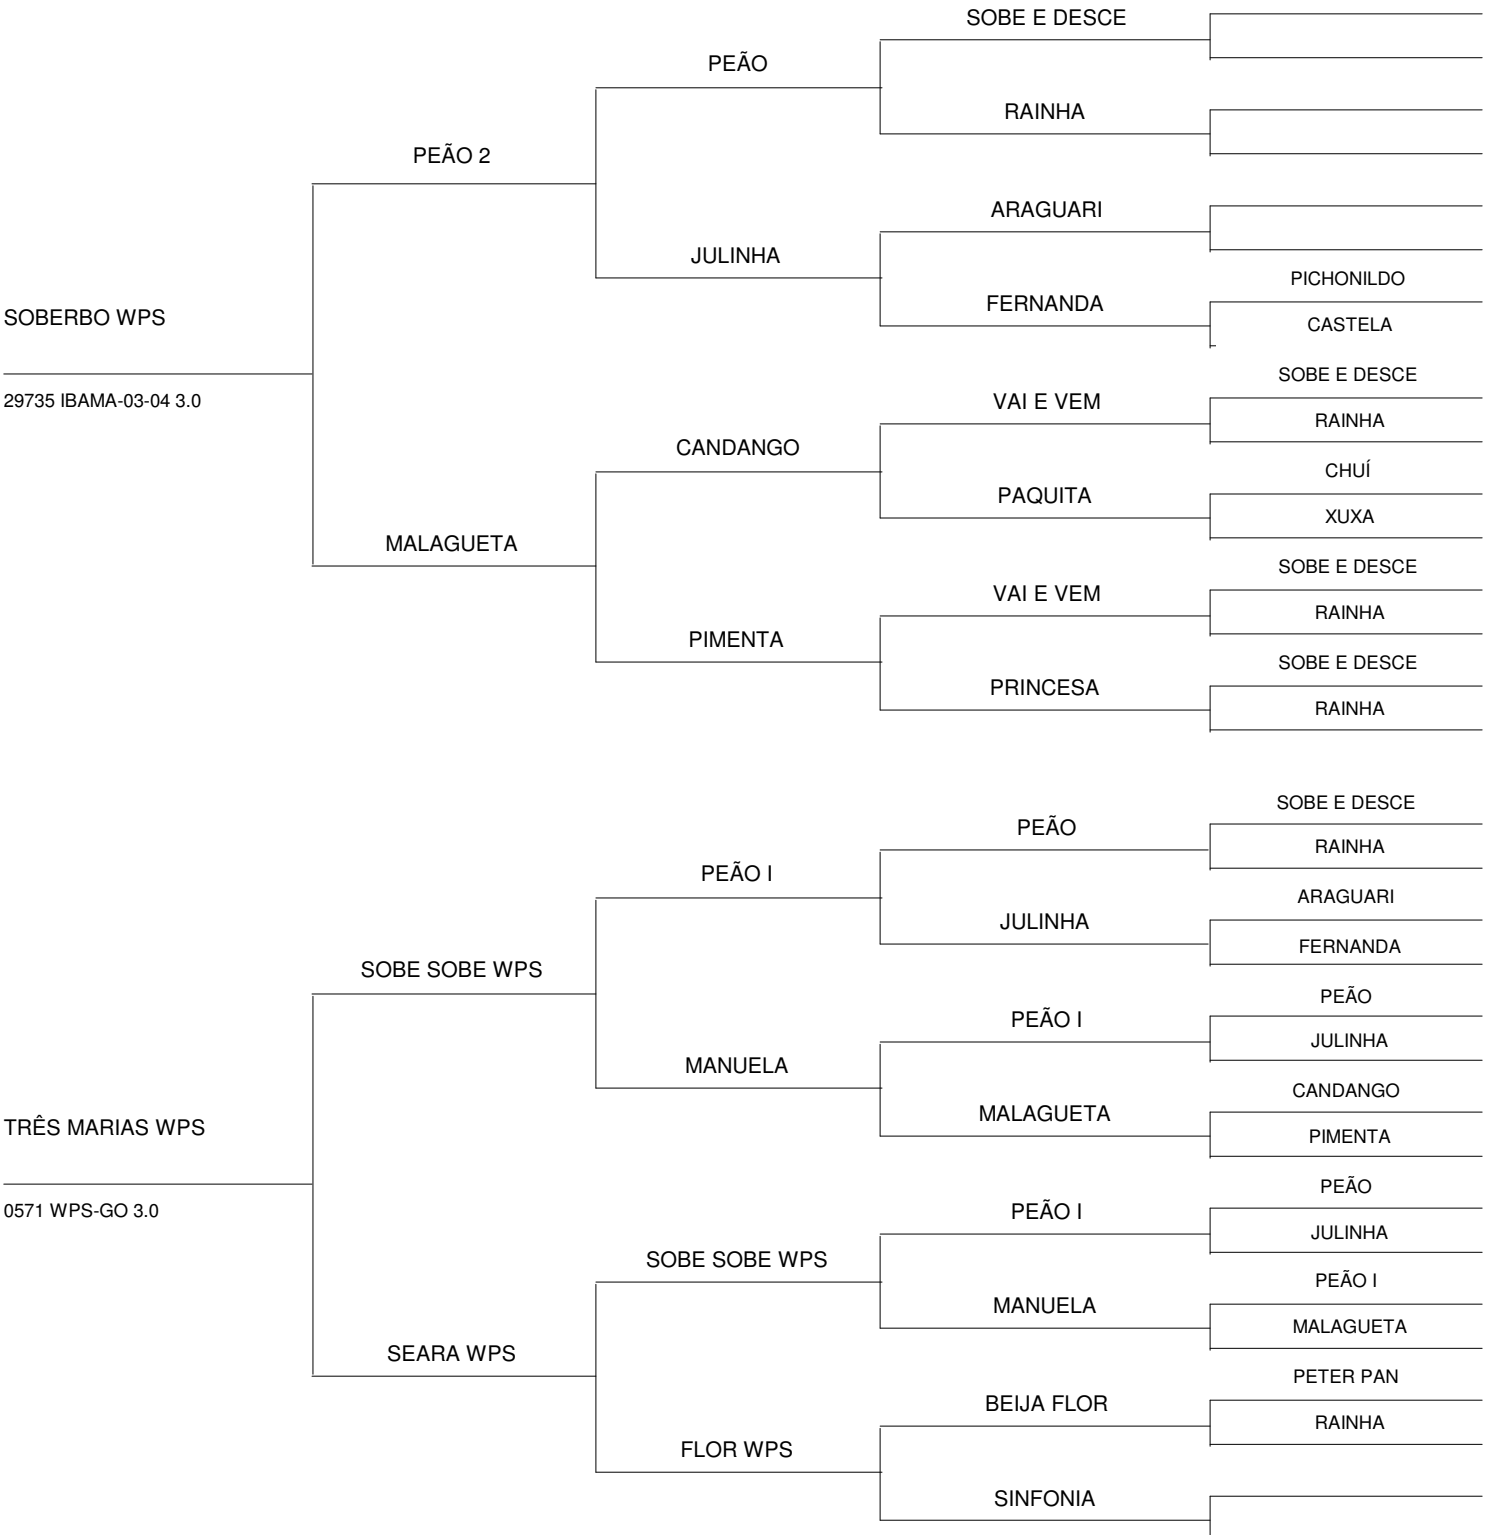 SOBE E DESCE
PEÃO
RAINHA
PEÃO 2
ARAGUARI
JULINHA
PICHONILDO
FERNANDA
SOBERBO WPS
CASTELA
SOBE E DESCE
29735 IBAMA-03-04 3.0
VAI E VEM
RAINHA
CANDANGO
CHUÍ
PAQUITA
XUXA
MALAGUETA
SOBE E DESCE
VAI E VEM
RAINHA
PIMENTA
SOBE E DESCE
PRINCESA
RAINHA
SOBE E DESCE
PEÃO
RAINHA
PEÃO I
ARAGUARI
JULINHA
FERNANDA
SOBE SOBE WPS
PEÃO
PEÃO I
JULINHA
MANUELA
CANDANGO
MALAGUETA
TRÊS MARIAS WPS
PIMENTA
PEÃO
0571 WPS-GO 3.0
PEÃO I
JULINHA
SOBE SOBE WPS
PEÃO I
MANUELA
MALAGUETA
SEARA WPS
PETER PAN
BEIJA FLOR
RAINHA
FLOR WPS
SINFONIA